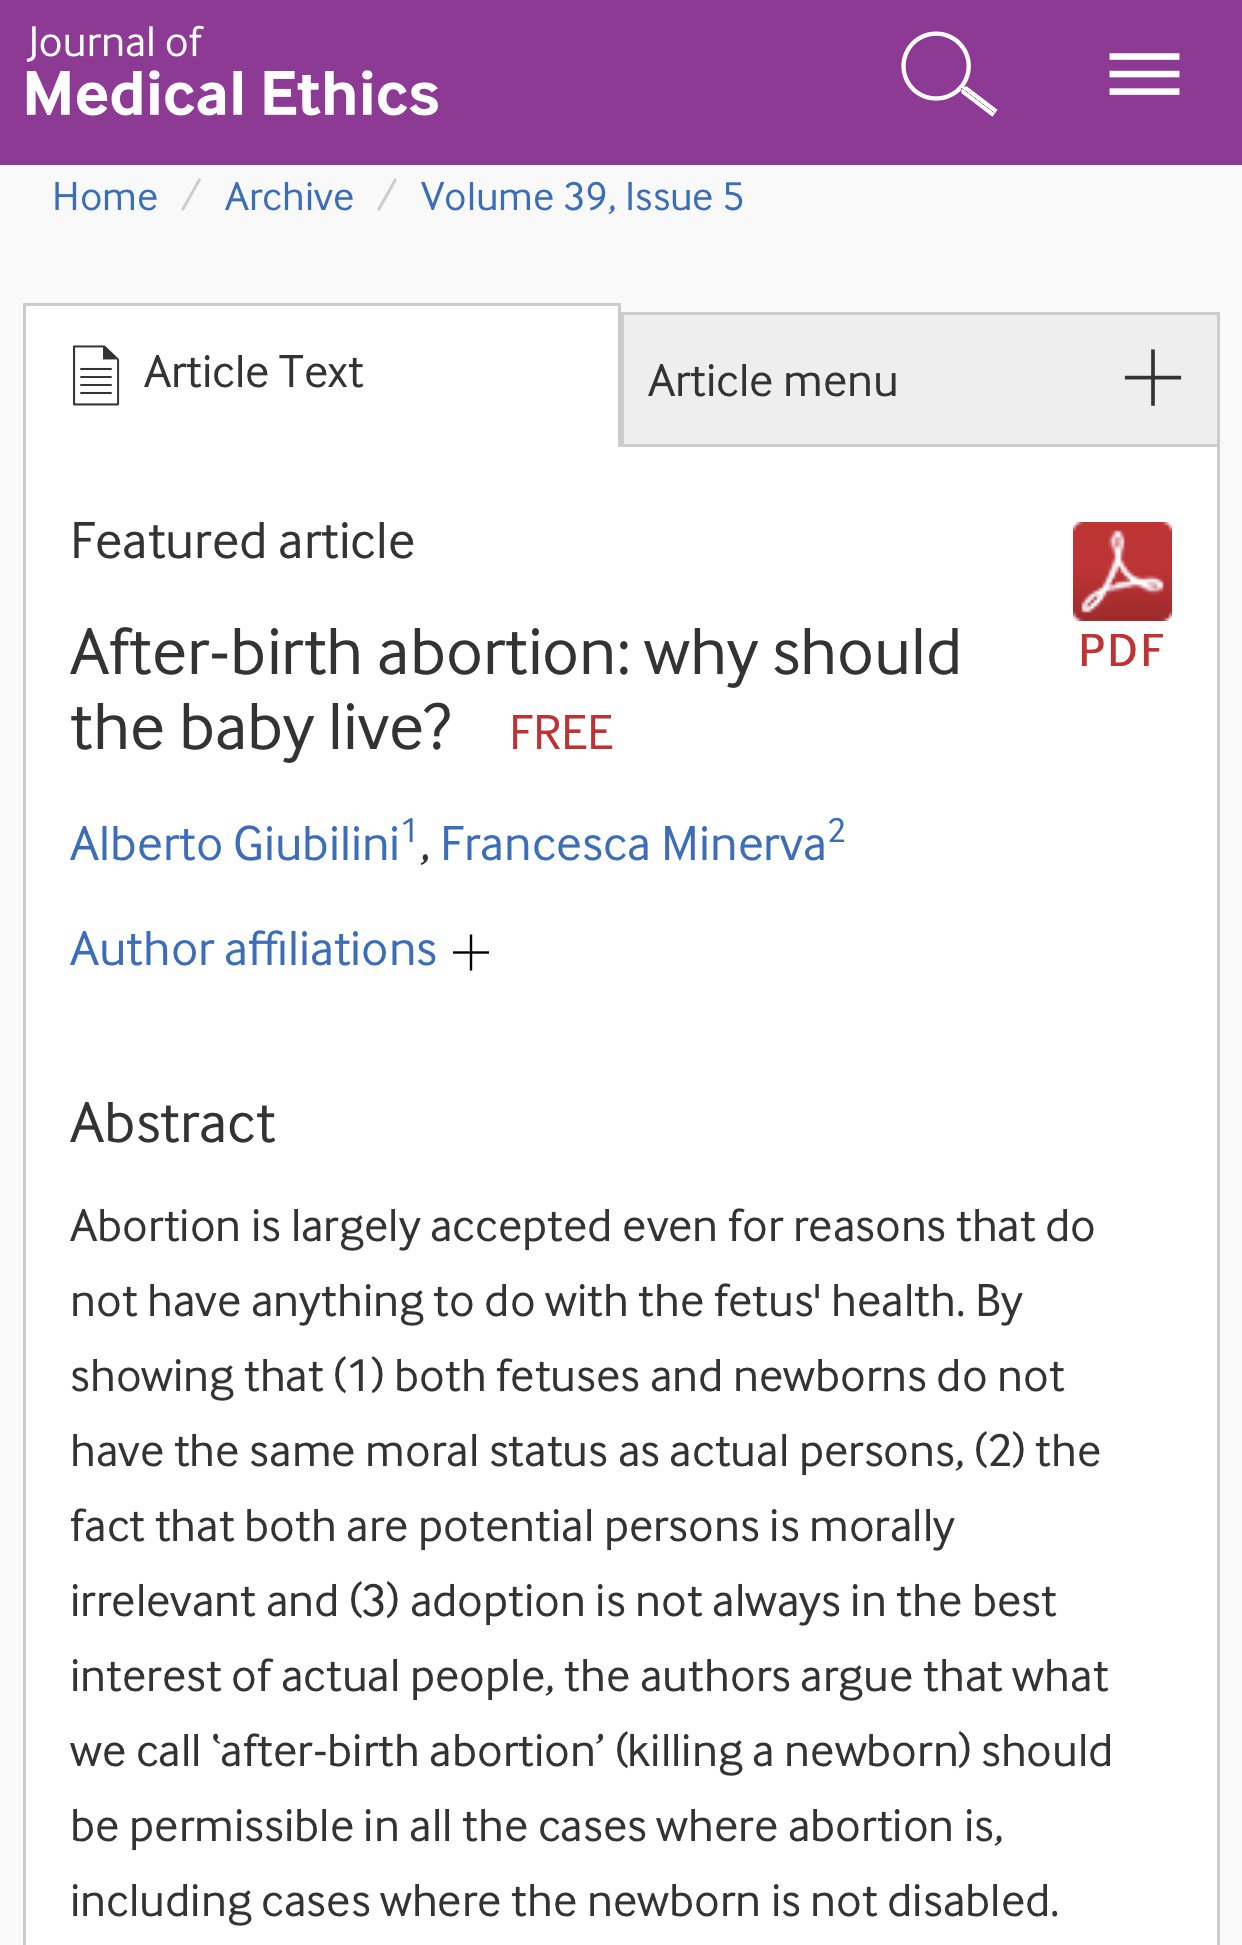 Journal of
Medical Ethics
Home / Archive / Volume 39, Issue 5
Article Text
Article menu +
Featured article
PDF
After-birth abortion: why should
the baby live? FREE
Alberto Giubilini1, Francesca Minerva2
Author affiliations +
Abstract
Abortion is largely accepted even for reasons that do
not have anything to do with the fetus' health. By
showing that (1) both fetuses and newborns do not
have the same moral status as actual persons, (2) the
fact that both are potential persons is morally
irrelevant and (3) adoption is not always in the best
interest of actual people, the authors argue that what
we call ‛after-birth abortion’ (killing a newborn) should
be permissible in all the cases where abortion is,
including cases where the newborn is not disabled.